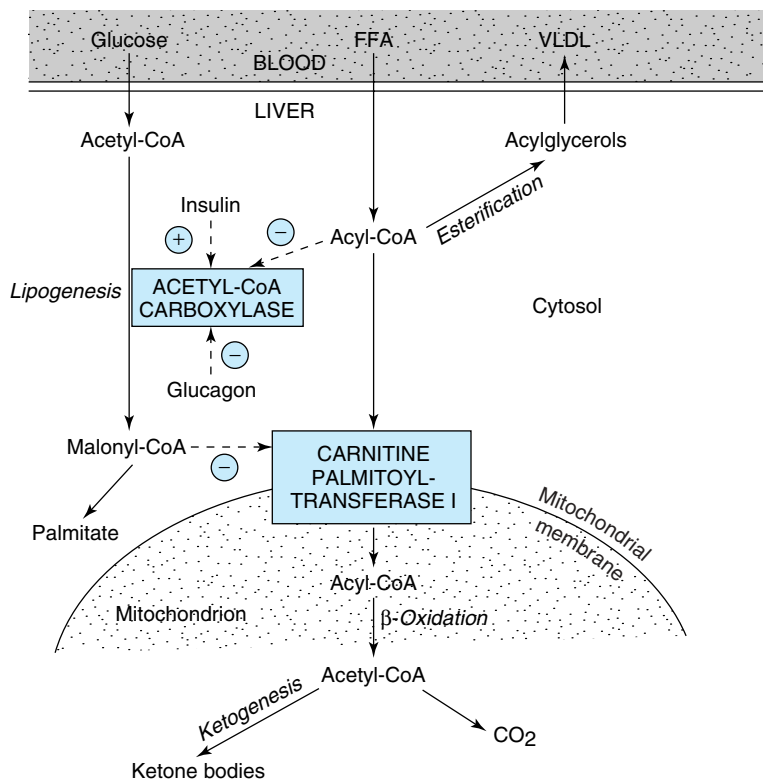 Glucose
FFA
VLDL
BLOOD
LIVER
Acetyl-CoA
Acylglycerols
Esterification
Insulin
+
−
Acyl-CoA
Lipogenesis
ACETYL-CoA
CARBOXYLASE
Cytosol
−
Glucagon
Malonyl-CoA
−
CARNITINE
PALMITOYL-
TRANSFERASE I
Mitochondrial
membrane
Palmitate
Acyl-CoA
Mitochondrion
β-Oxidation
Acetyl-CoA
Ketogenesis
CO2
Ketone bodies